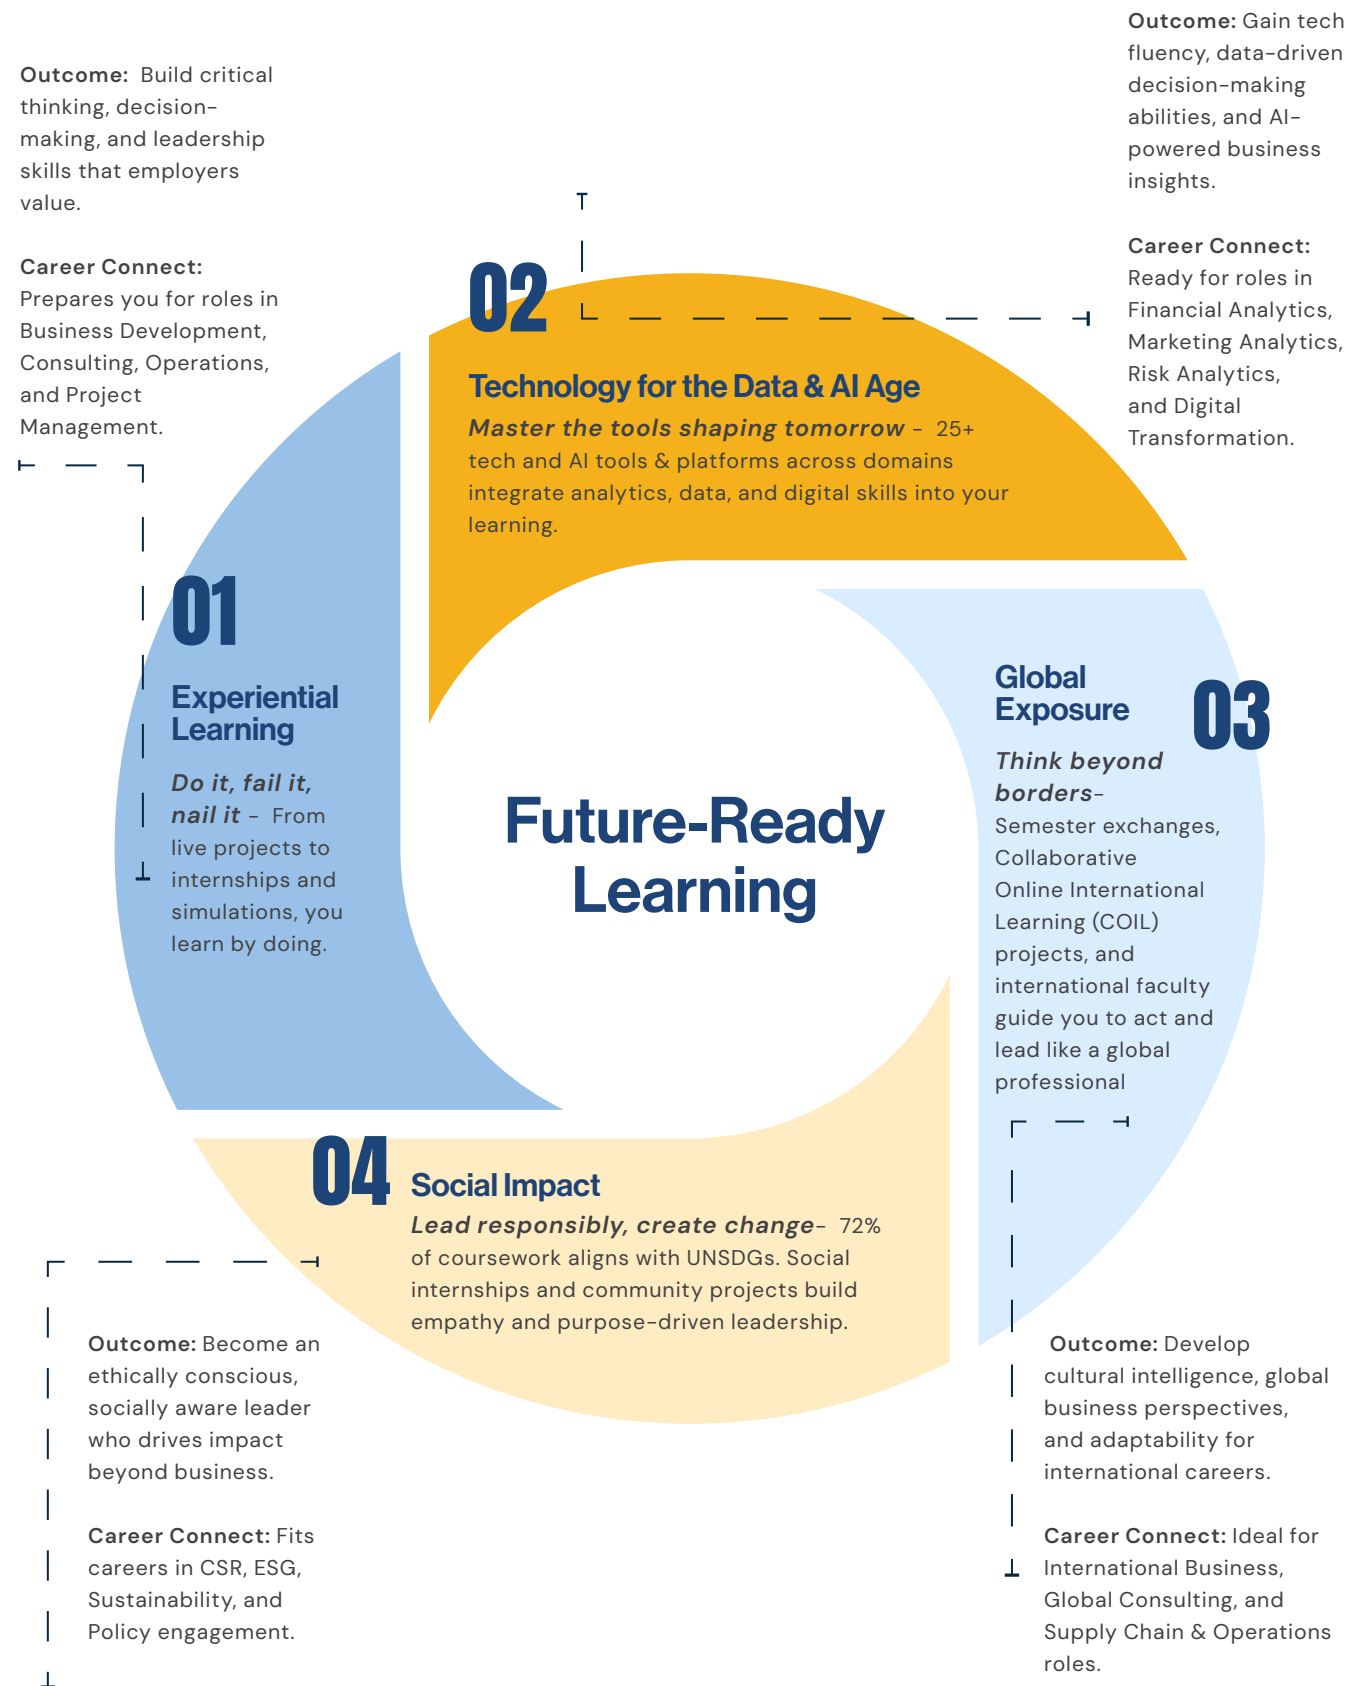 Outcome: Build critical
thinking, decision-
making, and leadership
skills that employers
value.
Career Connect:
Prepares you for roles in
Business Development,
Consulting, Operations,
and Project
Management.
01
Experiential
Learning
Do it, fail it,
nail it - From
live projects to
internships and
simulations, you
learn by doing.
02
Technology for the Data & AI Age
Master the tools shaping tomorrow - 25+
tech and AI tools & platforms across domains
integrate analytics, data, and digital skills into your
learning.
Outcome: Gain tech
fluency, data-driven
decision-making
abilities, and AI-
powered business
insights.
Career Connect:
Ready for roles in
Financial Analytics,
Marketing Analytics,
Risk Analytics,
and Digital
Transformation.
Future-Ready
Learning
Global
Exposure
03
Think beyond
borders-
Semester exchanges,
Collaborative
Online International
Learning (COIL)
projects, and
international faculty
guide you to act and
lead like a global
professional
Outcome: Develop
cultural intelligence, global
business perspectives,
and adaptability for
international careers.
Career Connect: Ideal for
International Business,
Global Consulting, and
Supply Chain & Operations
roles.
04
Social Impact
Lead responsibly, create change- 72%
of coursework aligns with UNSDGs. Social
internships and community projects build
empathy and purpose-driven leadership.
Outcome: Become an
ethically conscious,
socially aware leader
who drives impact
beyond business.
Career Connect: Fits
careers in CSR, ESG,
Sustainability, and
Policy engagement.